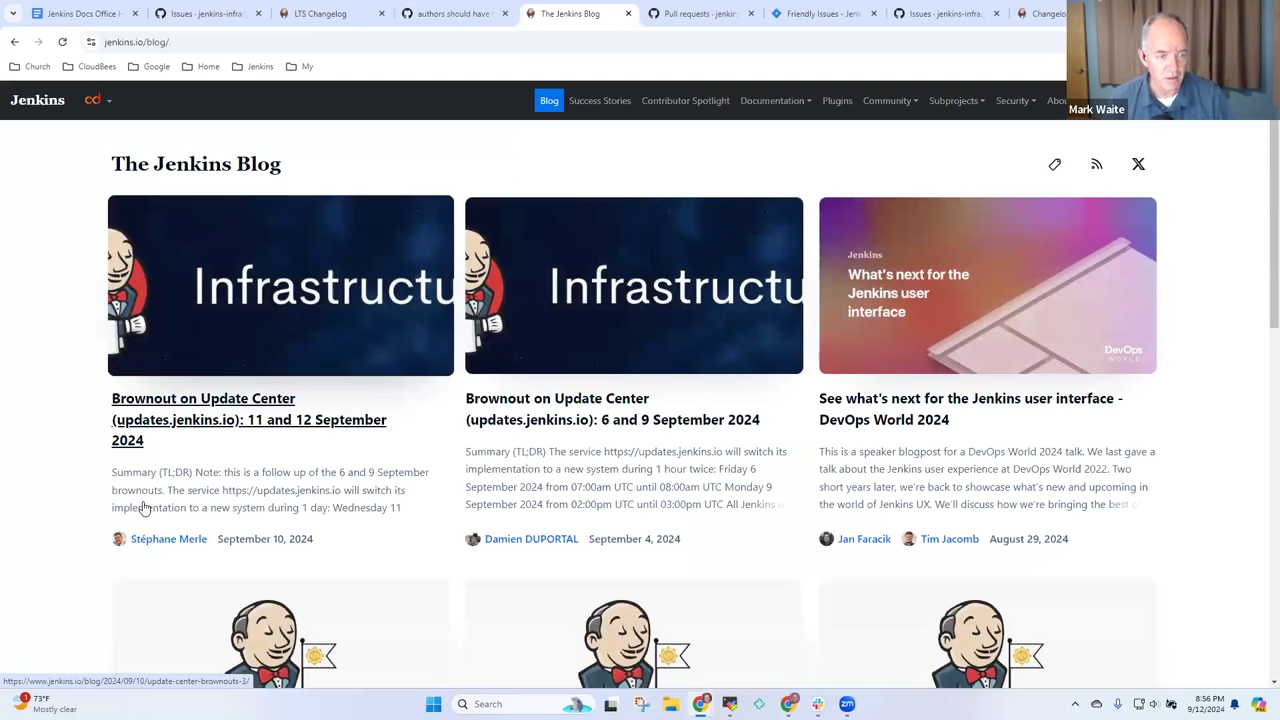 Jenkins Docs Office H
Issues · jenkins-infra/
LTS Changelog
authors should have
The Jenkins Blog
Pull requests · jenkins
Friendly Issues - Jenk
Issues · jenkins-infra/
Changelo
jenkins.io/blog/
Church
CloudBees
Google
Home
Jenkins
My
Mark Waite
Jenkins
cd
Blog
Success Stories
Contributor Spotlight
Documentation
Plugins
Community
Subprojects
Security
Abou
The Jenkins Blog
Infrastructu
Infrastructu
Jenkins
What's next for the
Jenkins user
interface
DevOps
WORLD
Brownout on Update Center
(updates.jenkins.io): 11 and 12 September
2024
Summary (TL;DR) Note: this is a follow up of the 6 and 9 September
brownouts. The service https://updates.jenkins.io will switch its
implementation to a new system during 1 day: Wednesday 11
Stéphane Merle
September 10, 2024
Brownout on Update Center
(updates.jenkins.io): 6 and 9 September 2024
Summary (TL;DR) The service https://updates.jenkins.io will switch its
implementation to a new system during 1 hour twice: Friday 6
September 2024 from 07:00am UTC until 08:00am UTC Monday 9
September 2024 from 02:00pm UTC until 03:00pm UTC All Jenkins u
Damien DUPORTAL
September 4, 2024
See what's next for the Jenkins user interface -
DevOps World 2024
This is a speaker blogpost for a DevOps World 2024 talk. We last gave a
talk about the Jenkins user experience at DevOps World 2022. Two
short years later, we're back to showcase what's new and upcoming in
the world of Jenkins UX. We'll discuss how we're bringing the best o
Jan Faracik
Tim Jacomb
August 29, 2024
https://www.jenkins.io/blog/2024/09/10/update-center-brownouts-3/
1
73°F
Mostly clear
Search
8:56 PM
9/12/2024